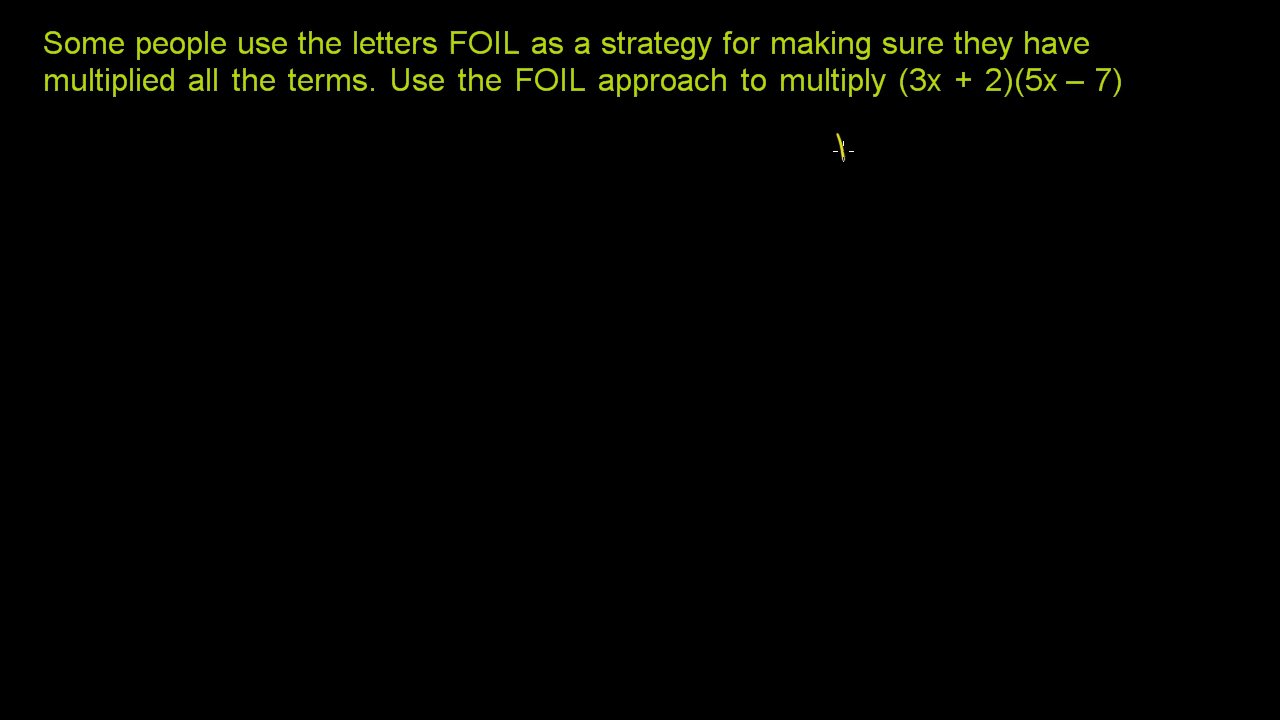 Some people use the letters FOIL as a strategy for making sure they have
multiplied all the terms. Use the FOIL approach to multiply (3x + 2)(5x – 7)